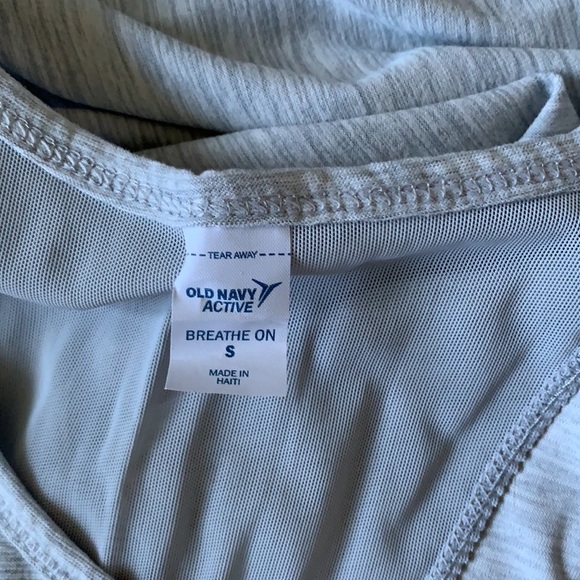 TEAR AWAY
OLD NAVY
ACTIVE
BREATHE ON
S
MADE IN
HAITI